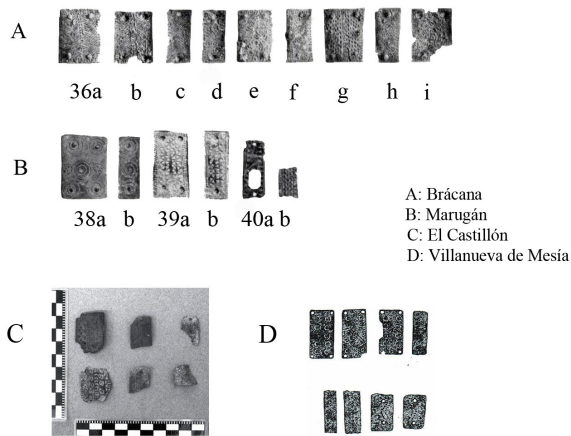 A
36a b c d e f g h i
B
38a b 39a b 40a b
A: Brácana
B: Marugán
C: El Castillón
D: Villanueva de Mesía
C
D